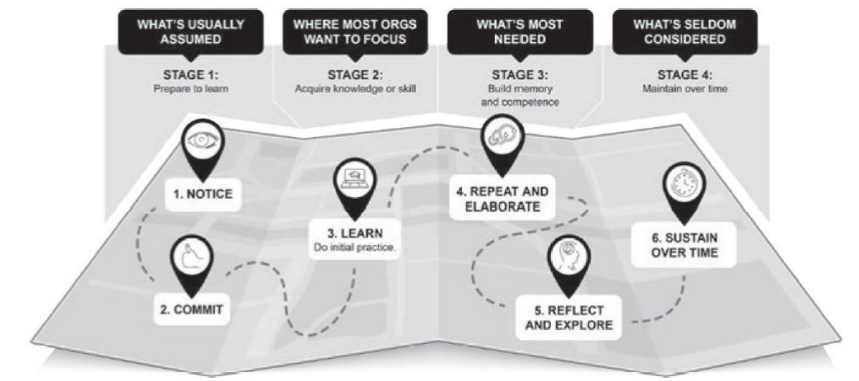 WHAT'S USUALLY
ASSUMED
WHERE MOST ORGS
WANT TO FOCUS
WHAT'S MOST
NEEDED
WHAT'S SELDOM
CONSIDERED
STAGE 1:
Prepare to learn
STAGE 2:
Acquire knowledge or skill
STAGE 3:
Build memory
and competence
STAGE 4:
Maintain over time
1. NOTICE
2. COMMIT
3. LEARN
Do initial practice.
4. REPEAT AND
ELABORATE
5. REFLECT
AND EXPLORE
6. SUSTAIN
OVER TIME